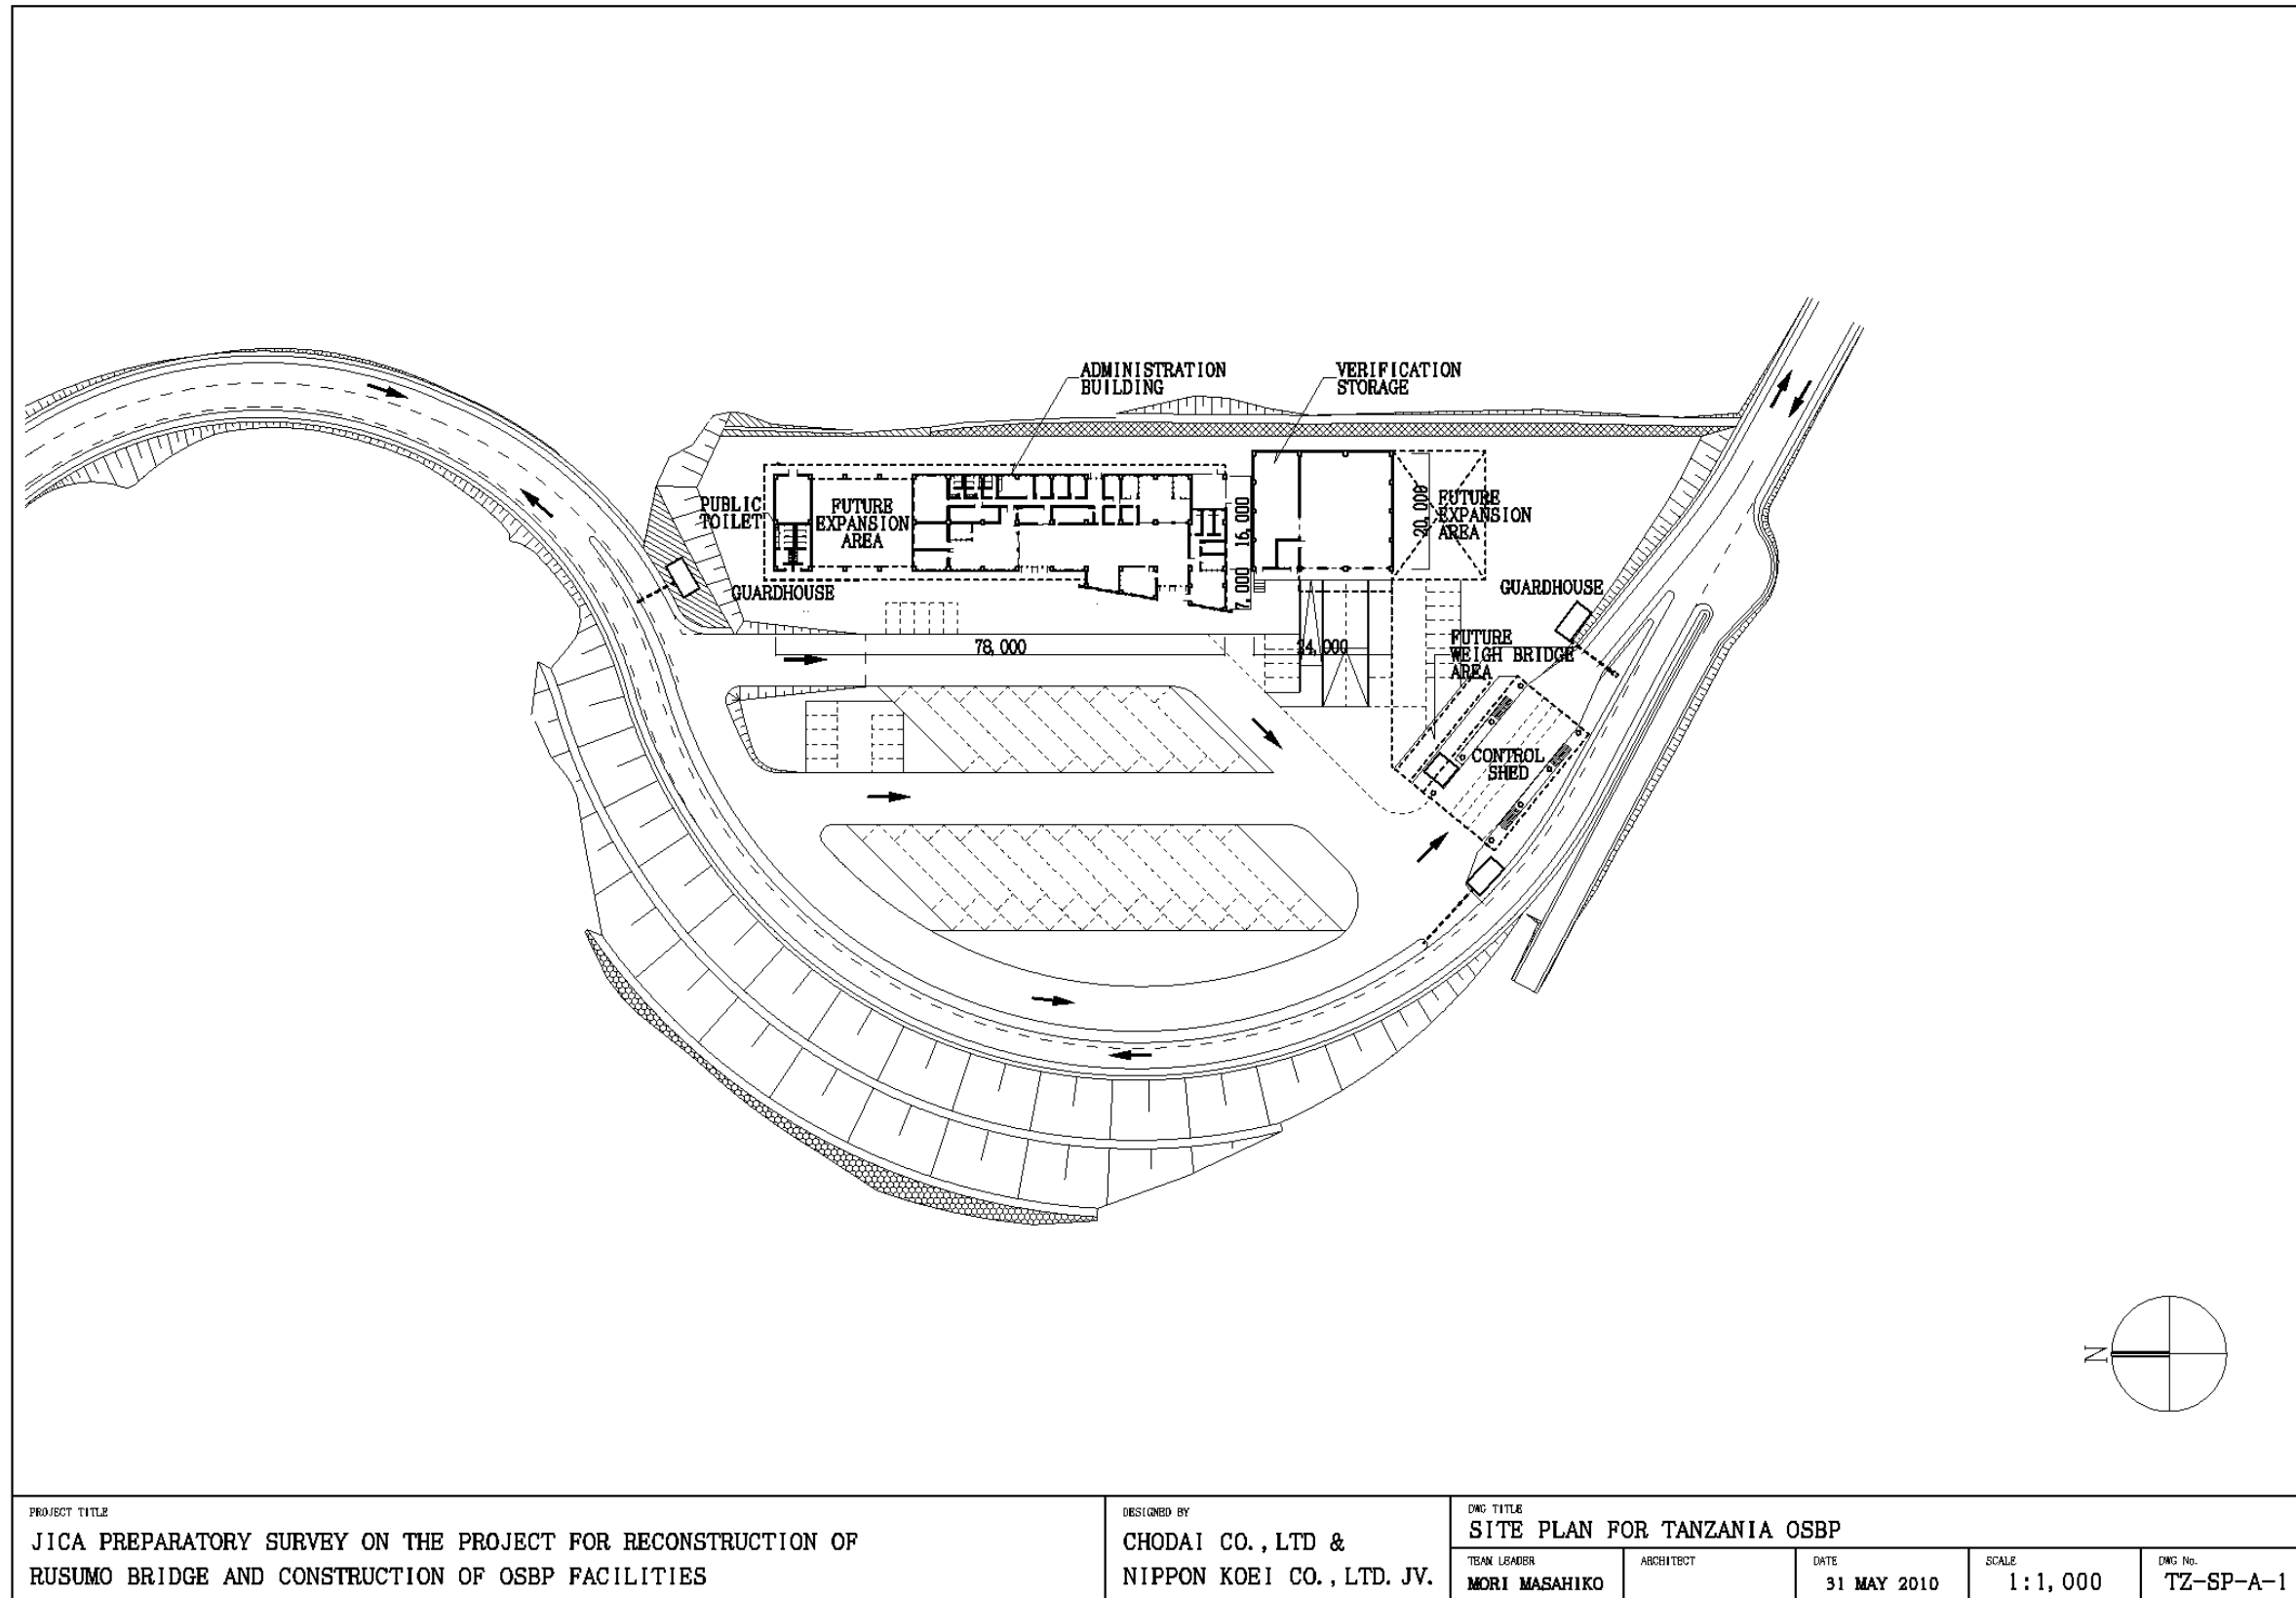 ADMINISTRATION
BUILDING
VERIFICATION
STORAGE
PUBLIC
TOILET
FUTURE
EXPANSION
AREA
16,000
20,000
FUTURE
EXPANSION
AREA
7,000
GUARDHOUSE
GUARDHOUSE
78,000
24,000
FUTURE
WEIGH BRIDGE
AREA
CONTROL
SHED
N
PROJECT TITLE
JICA PREPARATORY SURVEY ON THE PROJECT FOR RECONSTRUCTION OF
RUSUMO BRIDGE AND CONSTRUCTION OF OSBP FACILITIES
DESIGNED BY
CHODAI CO.,LTD &
NIPPON KOEI CO.,LTD. JV.
DWG TITLE
SITE PLAN FOR TANZANIA OSBP
TEAM LEADER
MORI MASAHIKO
ARCHITECT
DATE
31 MAY 2010
SCALE
1:1,000
DWG No.
TZ-SP-A-1